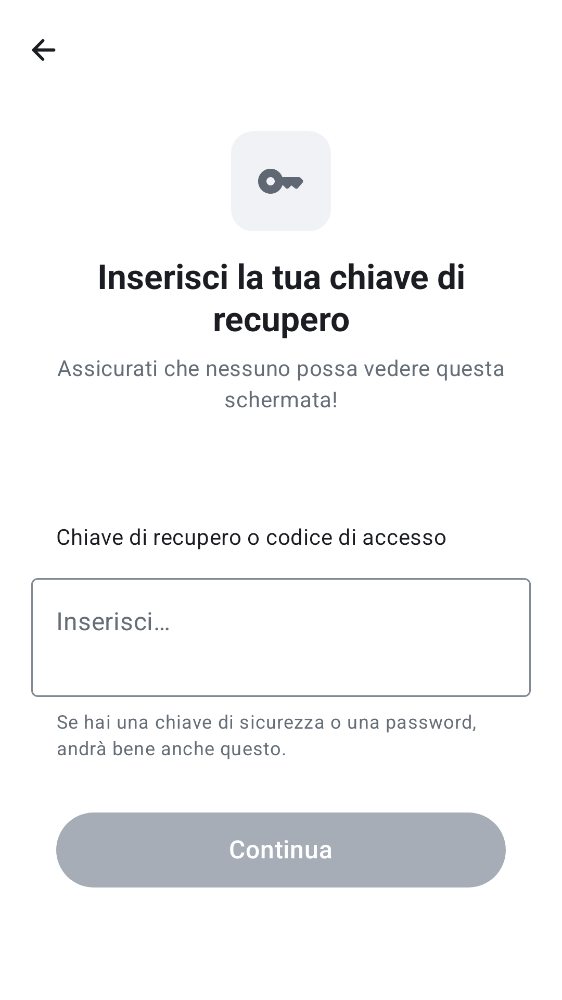 Inserisci la tua chiave di
recupero
Assicurati che nessuno possa vedere questa
schermata!
Chiave di recupero o codice di accesso
Inserisci…
Se hai una chiave di sicurezza o una password,
andrà bene anche questo.
Continua